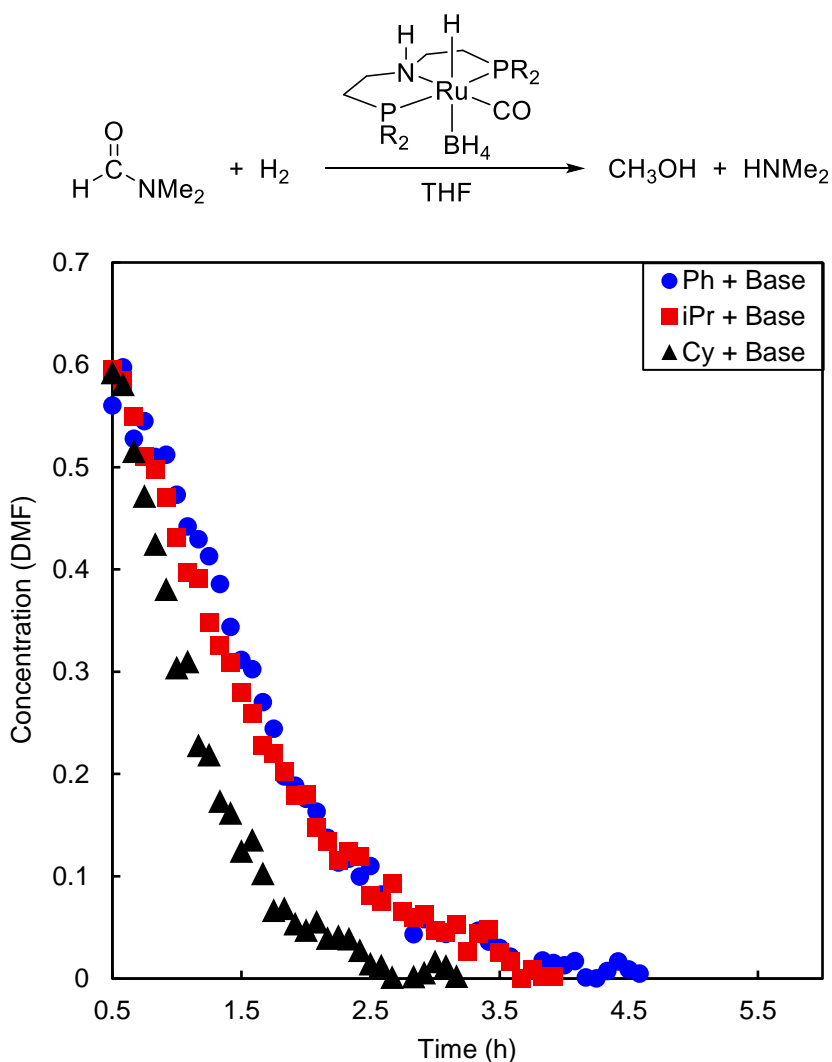 H
H
N
PR2
Ru
P
R2
CO
BH4
O
C
H
NMe2
+ H2
THF
CH3OH + HNMe2
0.7
0.6
0.5
0.4
0.3
0.2
0.1
0
Concentration (DMF)
Ph + Base
iPr + Base
Cy + Base
0.5
1.5
2.5
3.5
4.5
5.5
Time (h)